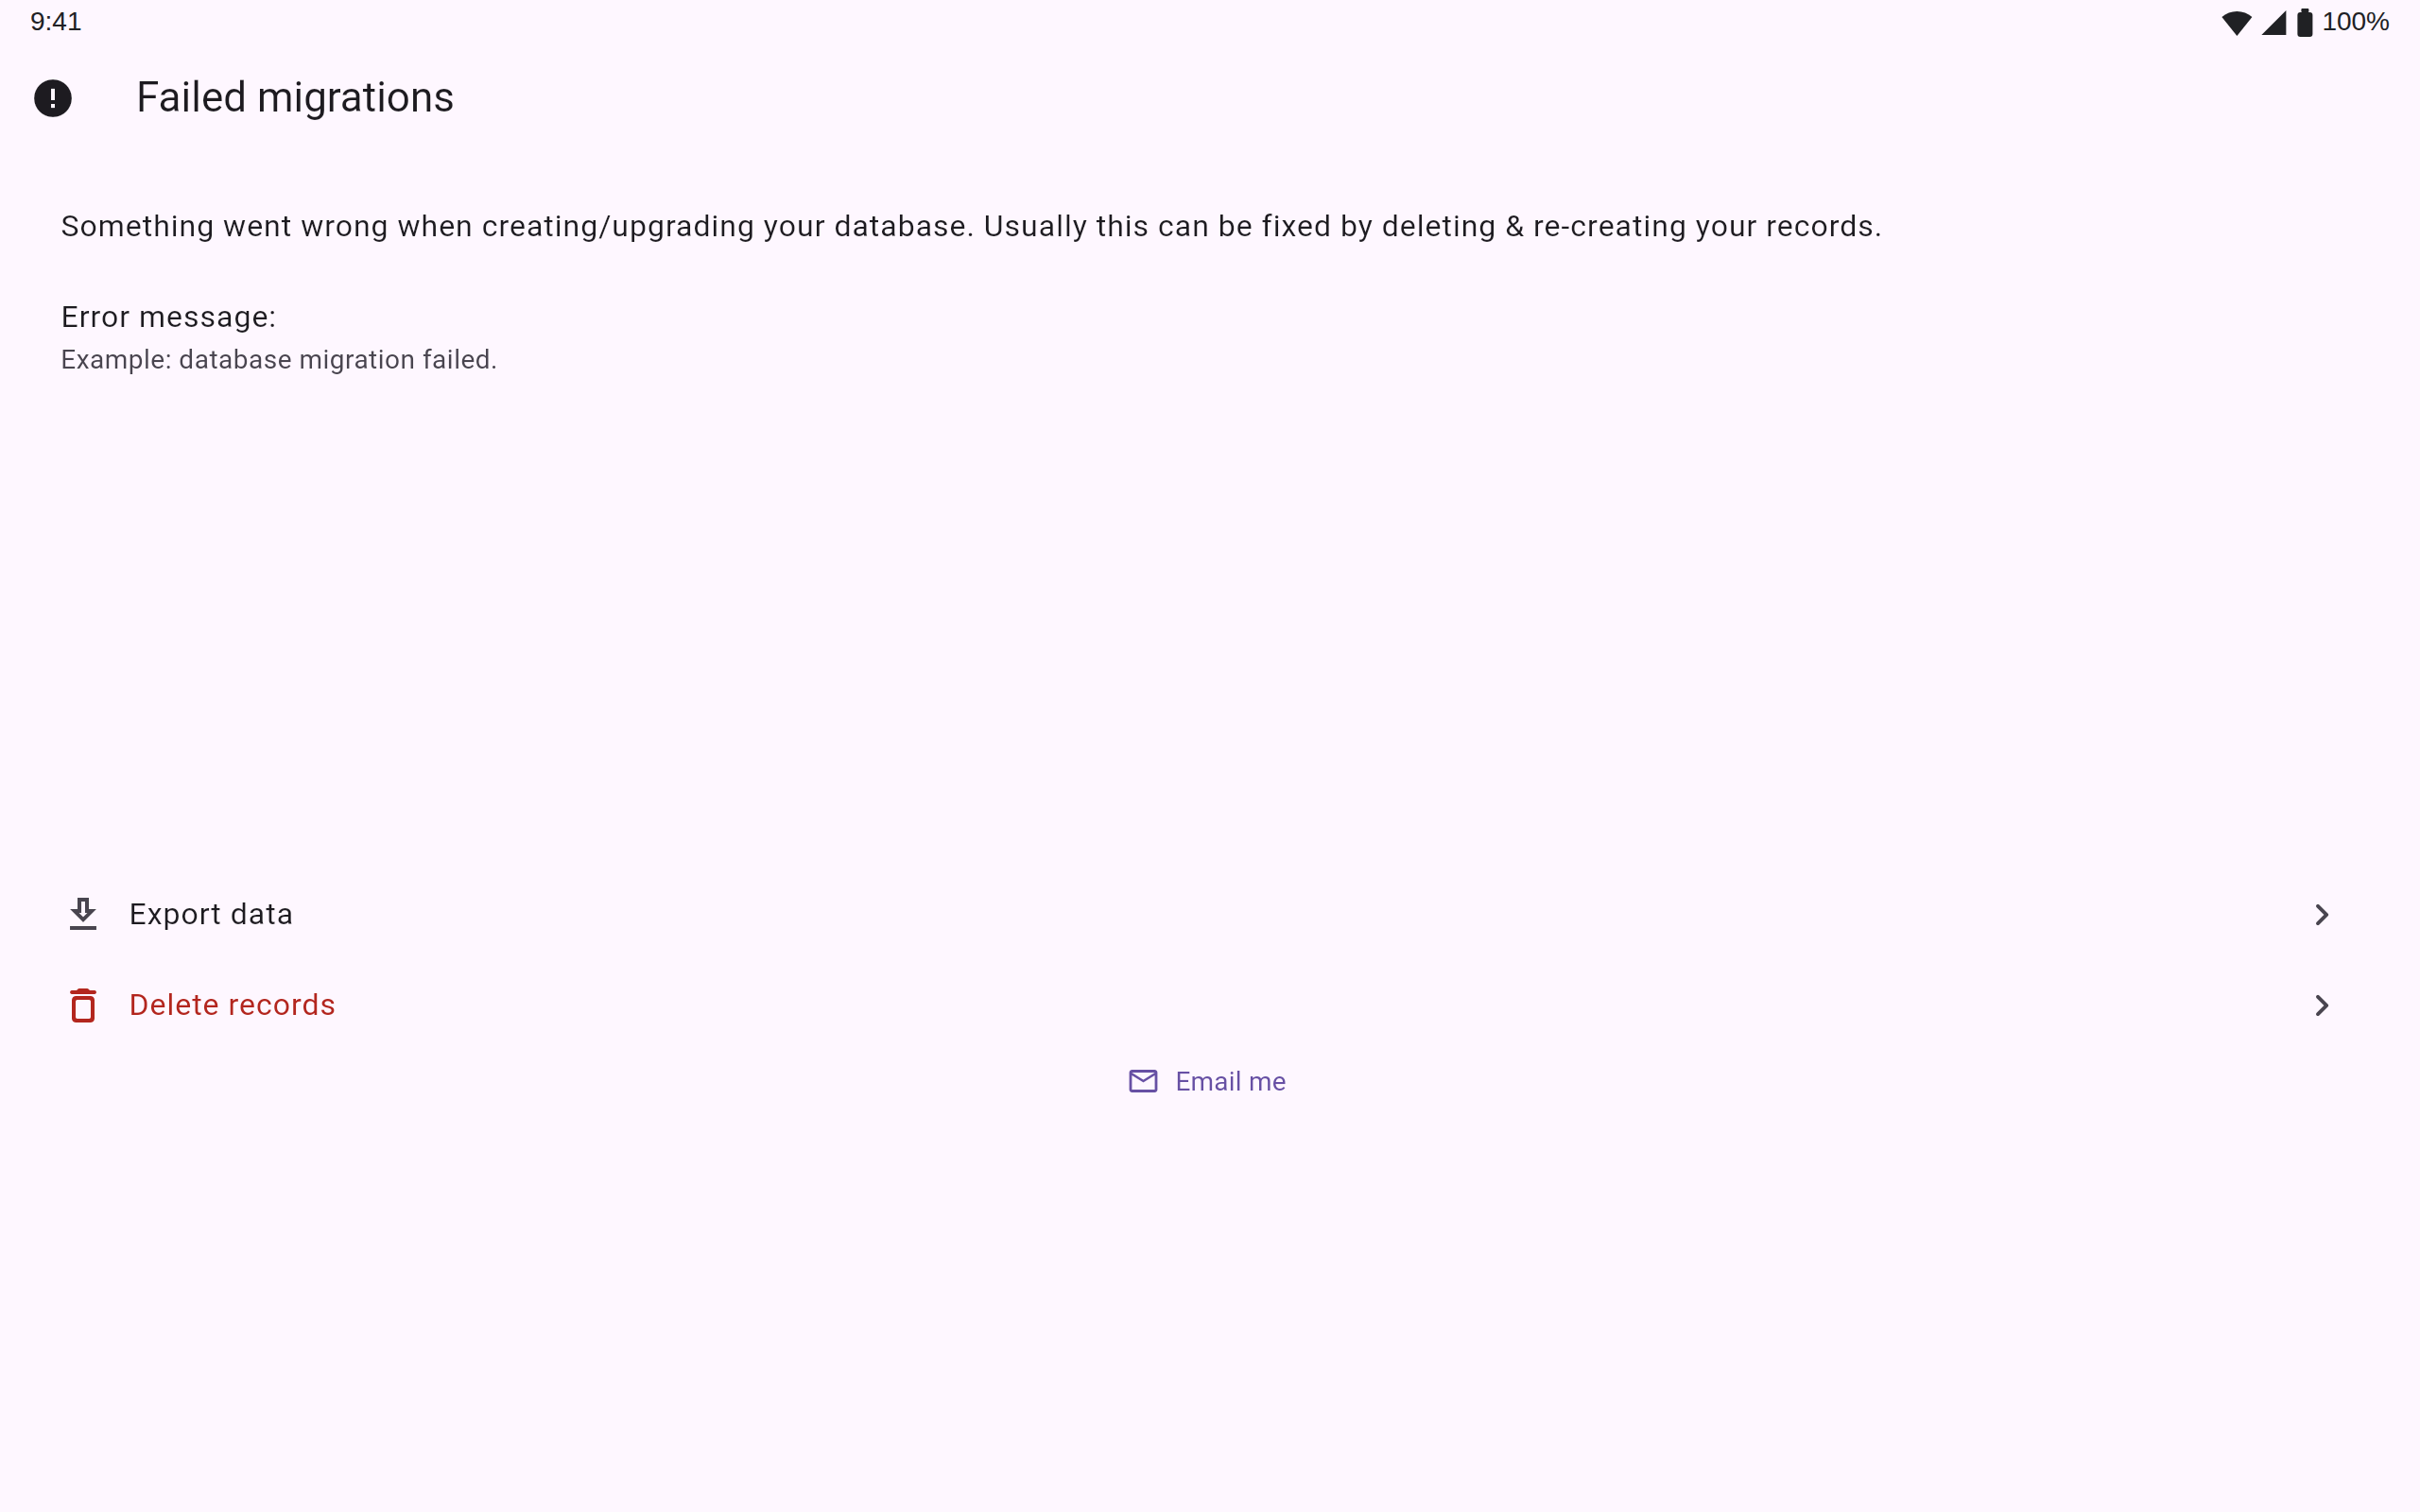 9:41
100%
Failed migrations
Something went wrong when creating/upgrading your database. Usually this can be fixed by deleting & re-creating your records.
Error message:
Example: database migration failed.
Export data
Delete records
Email me